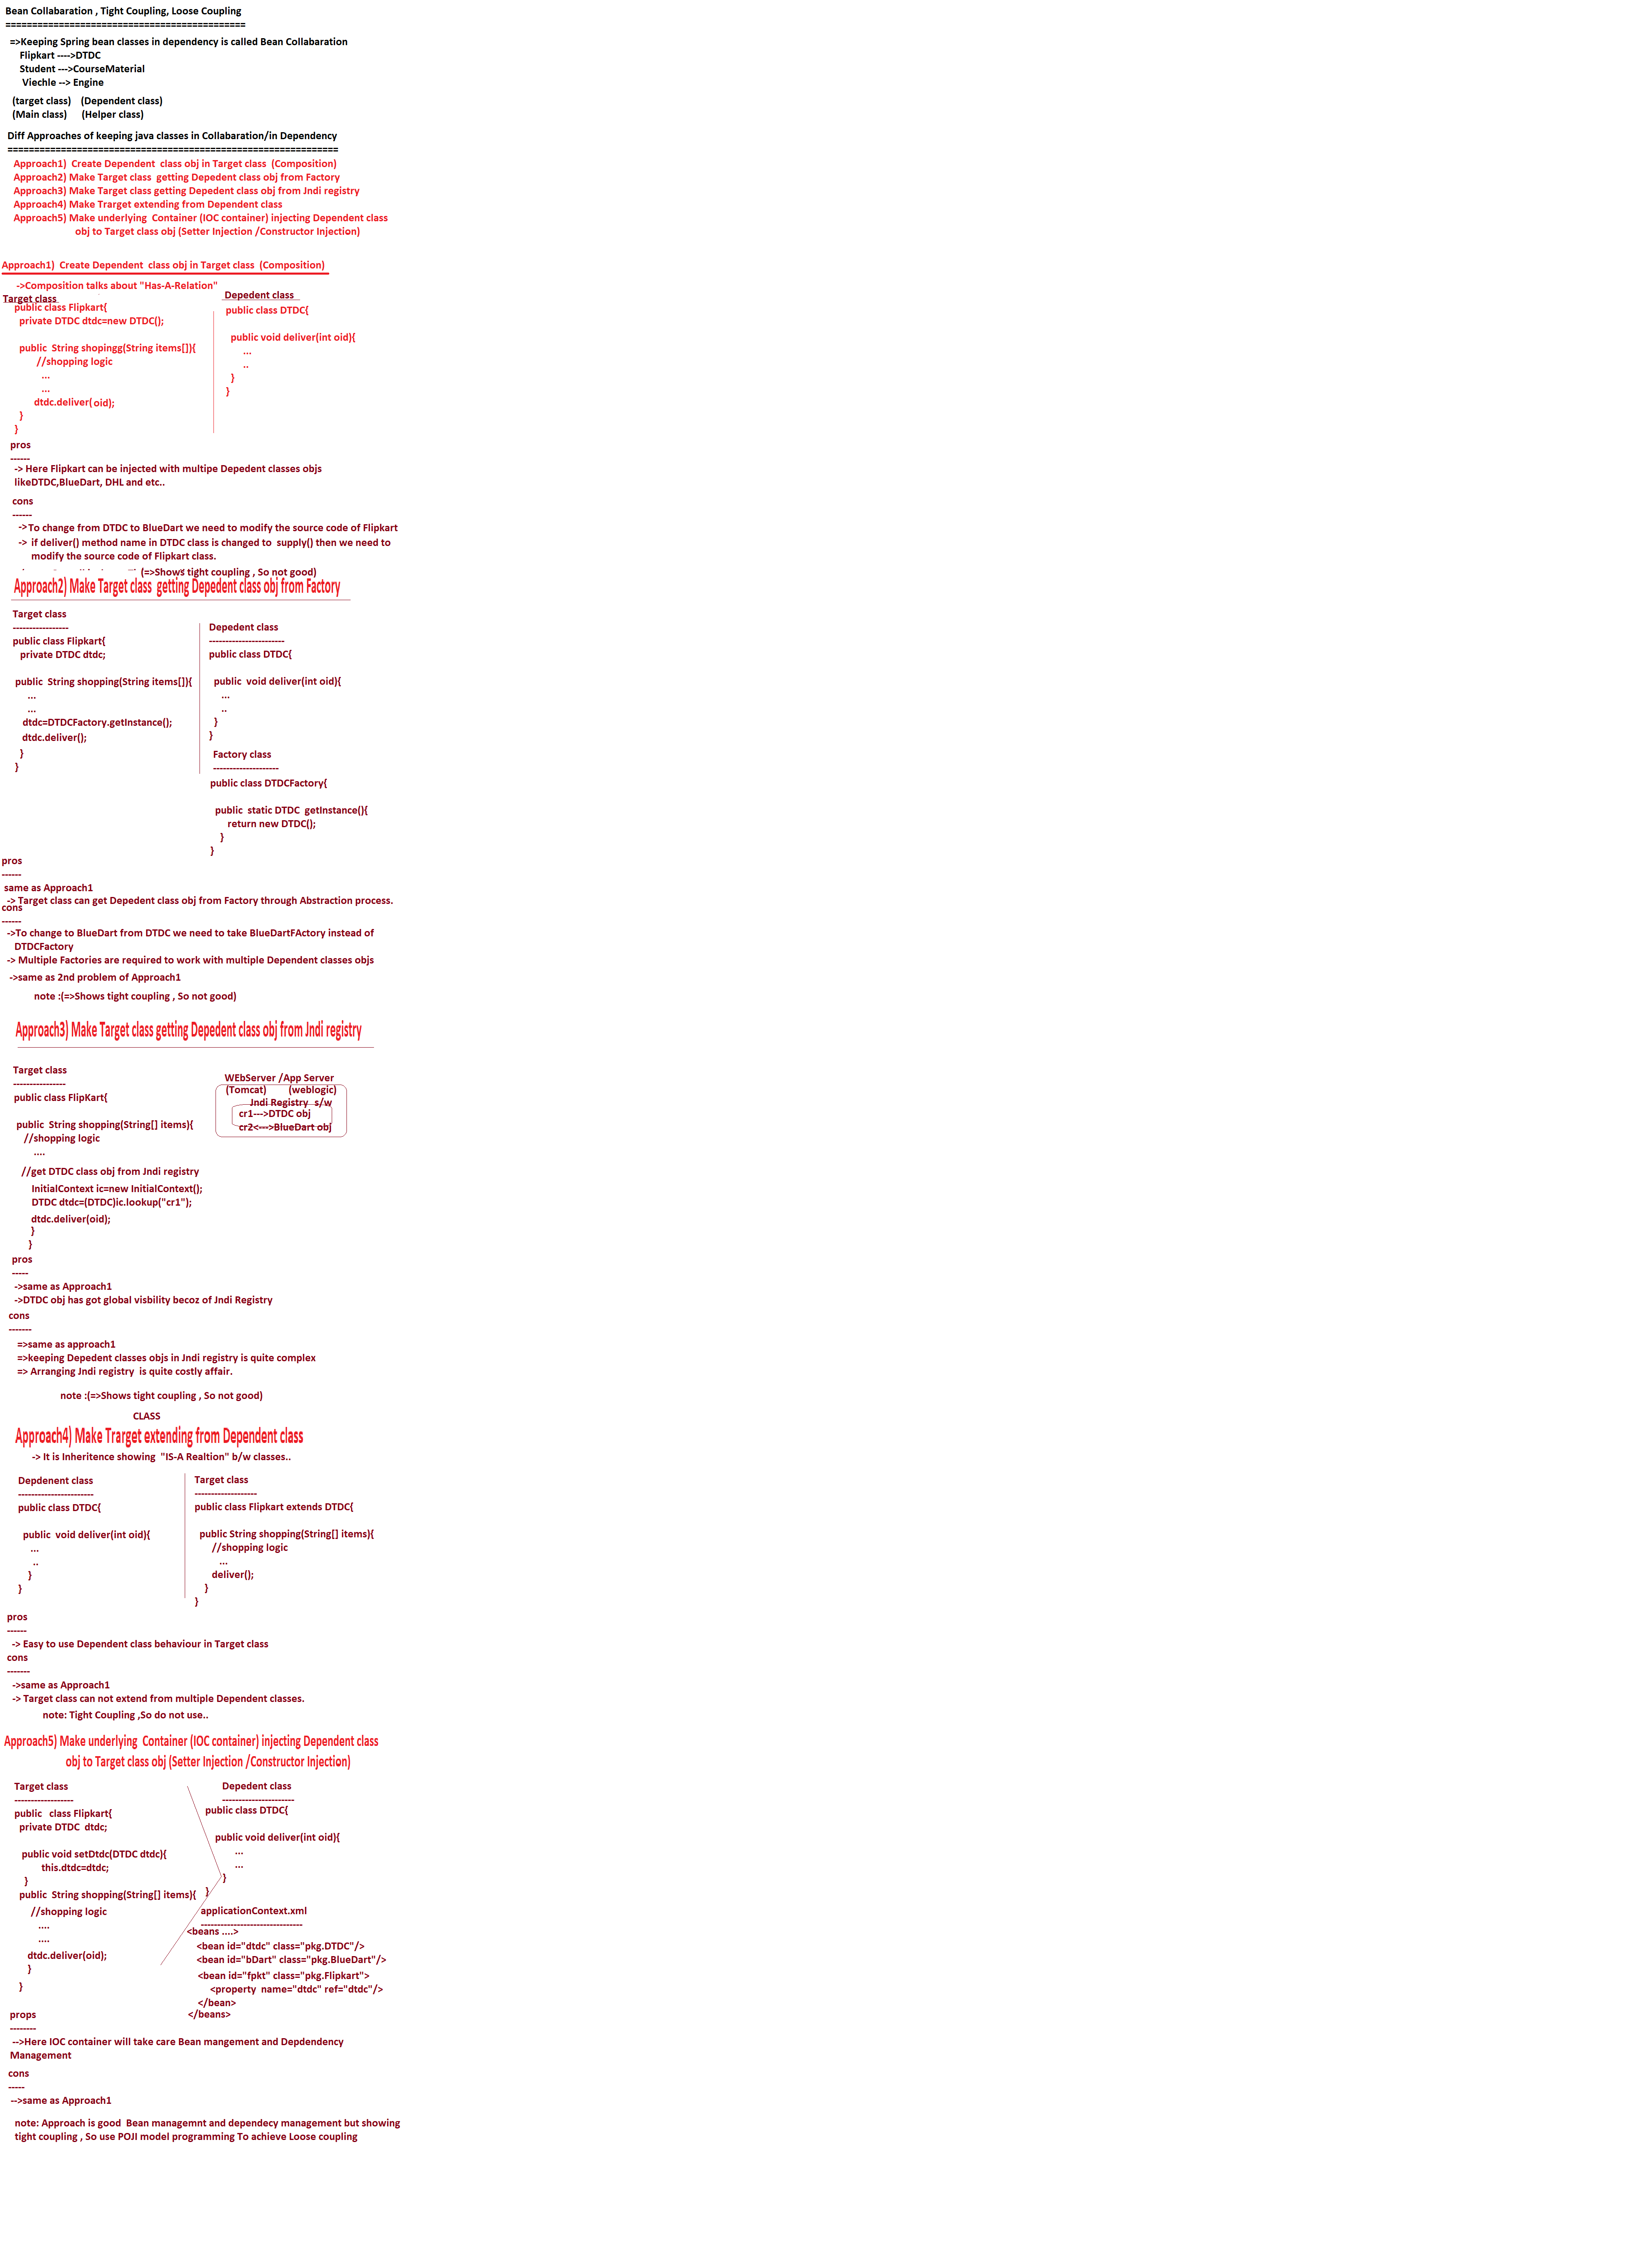 Bean Collabaration , Tight Coupling, Loose Coupling
=============================================
=>Keeping Spring bean classes in dependency is called Bean Collabaration
Flipkart ---->DTDC
Student --->CourseMaterial
Viechle --> Engine
(target class) (Dependent class)
(Main class) (Helper class)
Diff Approaches of keeping java classes in Collabaration/in Dependency
==============================================================
Approach1) Create Dependent class obj in Target class (Composition)
Approach2) Make Target class getting Depedent class obj from Factory
Approach3) Make Target class getting Depedent class obj from Jndi registry
Approach4) Make Trarget extending from Dependent class
Approach5) Make underlying Container (IOC container) injecting Dependent class
obj to Target class obj (Setter Injection /Constructor Injection)
Approach1) Create Dependent class obj in Target class (Composition)
->Composition talks about "Has-A-Relation"
Target class
public class Flipkart{
private DTDC dtdc=new DTDC();
public String shopingg(String items[]){
//shopping logic
...
...
dtdc.deliver( oid);
}
}
Depedent class
public class DTDC{
public void deliver(int oid){
...
..
}
}
pros
------
-> Here Flipkart can be injected with multipe Depedent classes objs
likeDTDC,BlueDart, DHL and etc..
cons
------
->To change from DTDC to BlueDart we need to modify the source code of Flipkart
-> if deliver() method name in DTDC class is changed to supply() then we need to
modify the source code of Flipkart class.
(=>Shows tight coupling , So not good)
Approach2) Make Target class getting Depedent class obj from Factory
Target class
-----------------
public class Flipkart{
private DTDC dtdc;
public String shopping(String items[]){
...
...
dtdc=DTDCFactory.getInstance();
dtdc.deliver();
}
}
Depedent class
-----------------------
public class DTDC{
public void deliver(int oid){
...
..
}
}
Factory class
--------------------
public class DTDCFactory{
public static DTDC getInstance(){
return new DTDC();
}
}
pros
------
same as Approach1
-> Target class can get Depedent class obj from Factory through Abstraction process.
cons
------
->To change to BlueDart from DTDC we need to take BlueDartFActory instead of
DTDCFactory
-> Multiple Factories are required to work with multiple Dependent classes objs
->same as 2nd problem of Approach1
note :(=>Shows tight coupling , So not good)
Approach3) Make Target class getting Depedent class obj from Jndi registry
Target class
----------------
public class FlipKart{
public String shopping(String[] items){
//shopping logic
....
//get DTDC class obj from Jndi registry
InitialContext ic=new InitialContext();
DTDC dtdc=(DTDC)ic.lookup("cr1");
dtdc.deliver(oid);
}
}
WEbServer /App Server
(Tomcat) (weblogic)
Jndi Registry s/w
cr1--->DTDC obj
cr2<--->BlueDart obj
pros
-----
->same as Approach1
->DTDC obj has got global visbility becoz of Jndi Registry
cons
-------
=>same as approach1
=>keeping Depedent classes objs in Jndi registry is quite complex
=> Arranging Jndi registry is quite costly affair.
note :(=>Shows tight coupling , So not good)
CLASS
Approach4) Make Trarget extending from Dependent class
-> It is Inheritence showing "IS-A Realtion" b/w classes..
Depdenent class
-----------------------
public class DTDC{
public void deliver(int oid){
...
..
}
}
Target class
-------------------
public class Flipkart extends DTDC{
public String shopping(String[] items){
//shopping logic
...
deliver();
}
}
pros
------
-> Easy to use Dependent class behaviour in Target class
cons
-------
->same as Approach1
-> Target class can not extend from multiple Dependent classes.
note: Tight Coupling ,So do not use..
Approach5) Make underlying Container (IOC container) injecting Dependent class
obj to Target class obj (Setter Injection /Constructor Injection)
Target class
------------------
public class Flipkart{
private DTDC dtdc;
public void setDtdc(DTDC dtdc){
this.dtdc=dtdc;
}
public String shopping(String[] items){
//shopping logic
....
....
dtdc.deliver(oid);
}
}
Depedent class
----------------------
public class DTDC{
public void deliver(int oid){
...
...
}
}
applicationContext.xml
-------------------------------
<beans ....>
<bean id="dtdc" class="pkg.DTDC"/>
<bean id="bDart" class="pkg.BlueDart"/>
<bean id="fpkt" class="pkg.Flipkart">
<property name="dtdc" ref="dtdc"/>
</bean>
</beans>
props
--------
-->Here IOC container will take care Bean mangement and Depdendency
Management
cons
-----
-->same as Approach1
note: Approach is good Bean managemnt and dependecy management but showing
tight coupling , So use POJI model programming To achieve Loose coupling